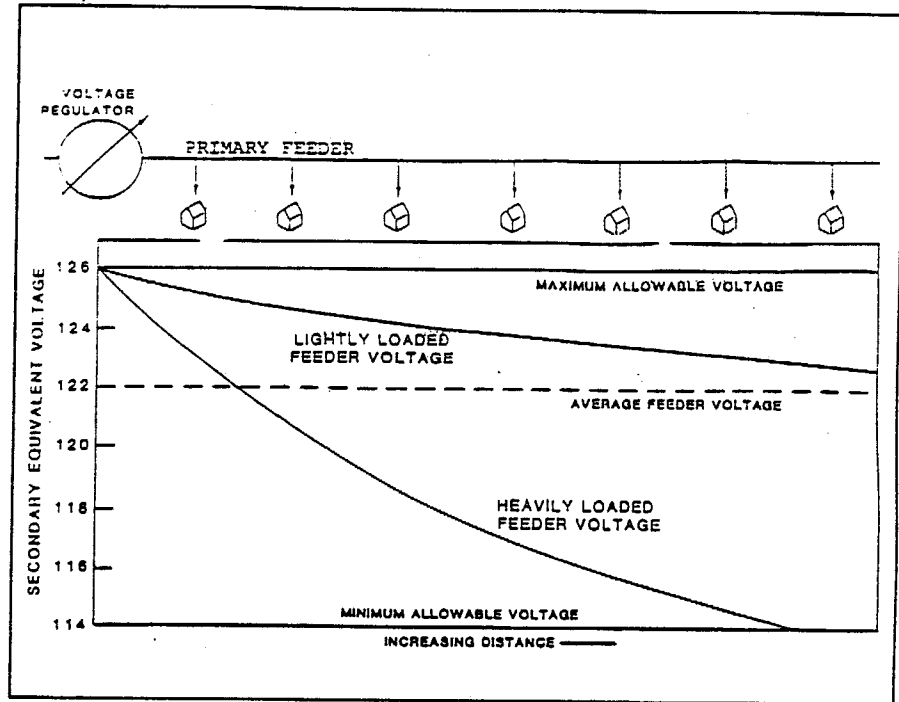 VOLTAGE
REGULATOR
PRIMARY FEEDER
SECONDARY EQUIVALENT VOLTAGE
126
MAXIMUM ALLOWABLE VOLTAGE
124
LIGHTLY LOADED
FEEDER VOLTAGE
122
AVERAGE FEEDER VOLTAGE
120
118
HEAVILY LOADED
FEEDER VOLTAGE
116
MINIMUM ALLOWABLE VOLTAGE
114
INCREASING DISTANCE